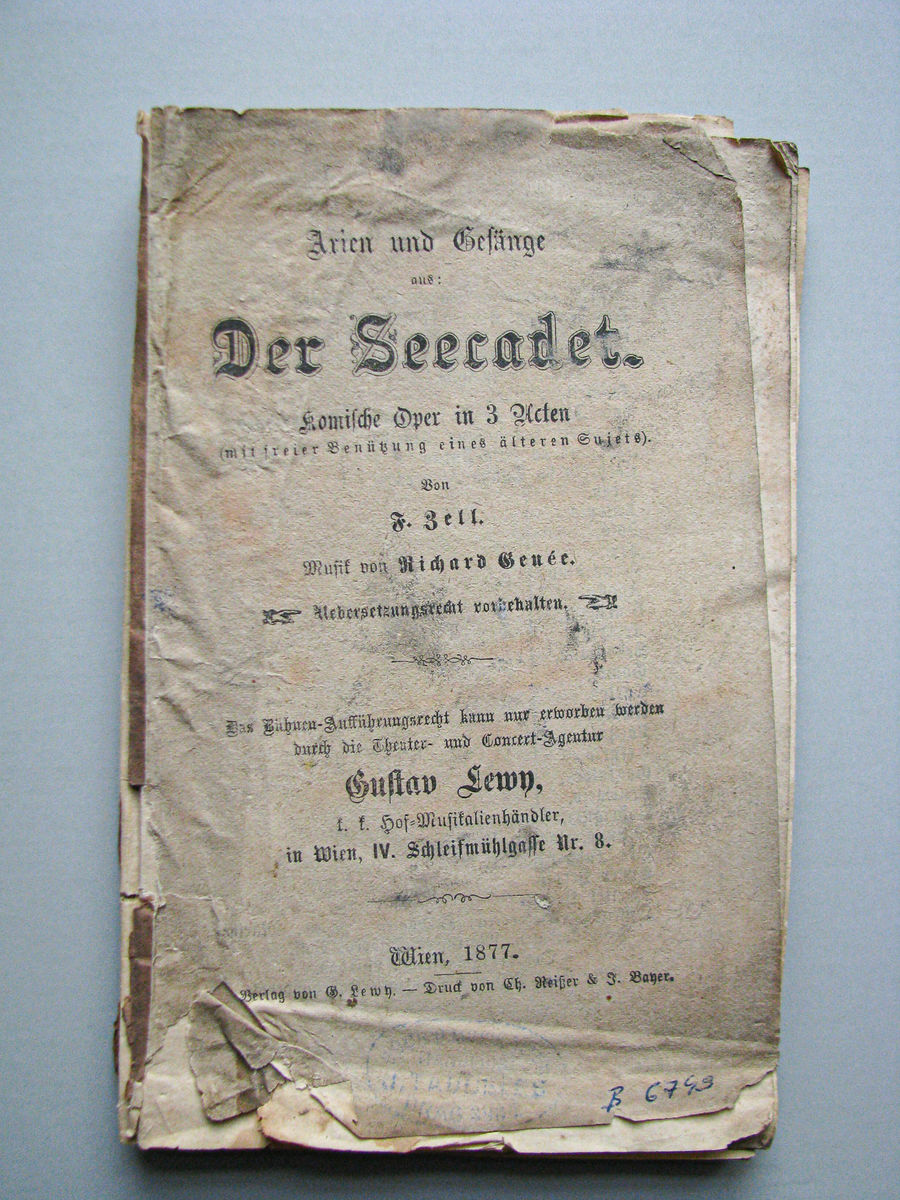 Arien und Gesänge
aus:
Der Seecadet.
Komische Oper in 3 Acten
(mit freier Benützung eines älteren Sujets).
Von
F. Zell.
Musik von Richard Genée.
Uebersetzungsrecht vorbehalten.
Das Bühnen-Aufführungsrecht kann nur erworben werden
durch die Theater- und Concert-Agentur
Gustav Lewy,
k. k. Hof-Musikalienhändler,
in Wien, IV. Schleifmühlgasse Nr. 8.
Wien, 1877.
Verlag von G. Lewy. — Druck von Ch. Reißer & J. Bayer.
B 6793